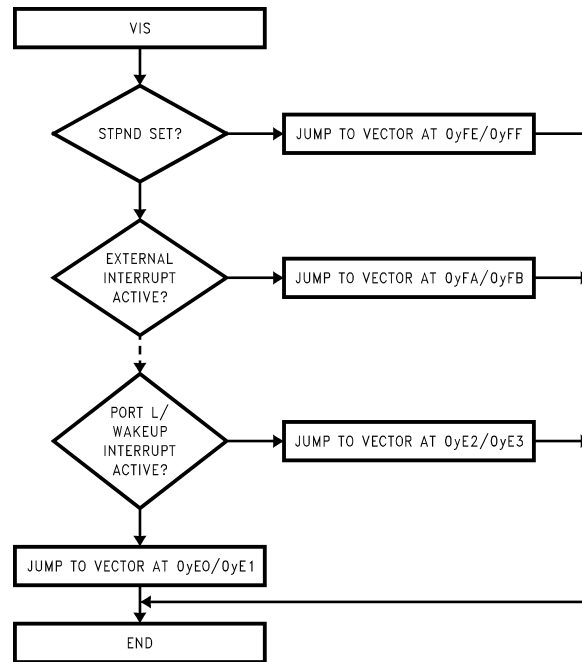 VIS
STPND SET?
JUMP TO VECTOR AT 0yFE/0yFF
EXTERNAL
INTERRUPT
ACTIVE?
JUMP TO VECTOR AT 0yFA/0yFB
PORT L/
WAKEUP
INTERRUPT
ACTIVE?
JUMP TO VECTOR AT 0yE2/0yE3
JUMP TO VECTOR AT 0yE0/0yE1
END